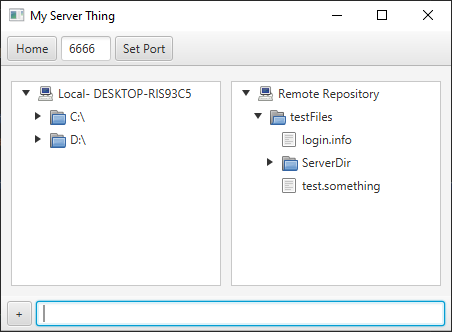 My Server Thing
Home 6666 Set Port
Local- DESKTOP-RIS93C5
C:\
D:\
Remote Repository
testFiles
login.info
ServerDir
test.something
+